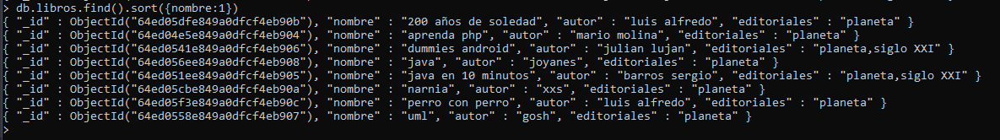 > db.libros.find().sort({nombre:1})
{ "_id" : ObjectId("64ed05dfe849a0dfcf4eb90b"), "nombre" : "200 años de soledad", "autor" : "luis alfredo", "editoriales" : "planeta" }
{ "_id" : ObjectId("64ed04e5e849a0dfcf4eb904"), "nombre" : "aprenda php", "autor" : "mario molina", "editoriales" : "planeta" }
{ "_id" : ObjectId("64ed0541e849a0dfcf4eb906"), "nombre" : "dummies android", "autor" : "julian lujan", "editoriales" : "planeta,siglo XXI" }
{ "_id" : ObjectId("64ed056ee849a0dfcf4eb908"), "nombre" : "java", "autor" : "joyanes", "editoriales" : "planeta" }
{ "_id" : ObjectId("64ed051ee849a0dfcf4eb905"), "nombre" : "java en 10 minutos", "autor" : "barros sergio", "editoriales" : "planeta,siglo XXI" }
{ "_id" : ObjectId("64ed05cbe849a0dfcf4eb90a"), "nombre" : "narnia", "autor" : "xxs", "editoriales" : "planeta" }
{ "_id" : ObjectId("64ed05f3e849a0dfcf4eb90c"), "nombre" : "perro con perro", "autor" : "luis alfredo", "editoriales" : "planeta" }
{ "_id" : ObjectId("64ed0558e849a0dfcf4eb907"), "nombre" : "uml", "autor" : "gosh", "editoriales" : "planeta" }
>